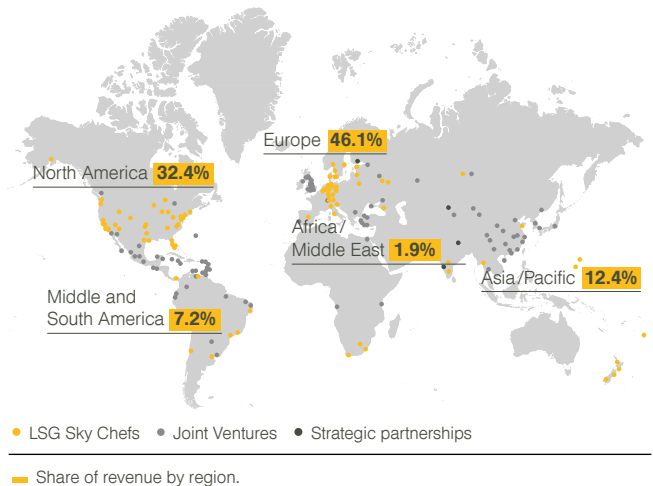 Europe 46.1%
North America 32.4%
Africa/
Middle East 1.9%
Asia/Pacific 12.4%
Middle and
South America 7.2%
LSG Sky Chefs Joint Ventures Strategic partnerships
Share of revenue by region.